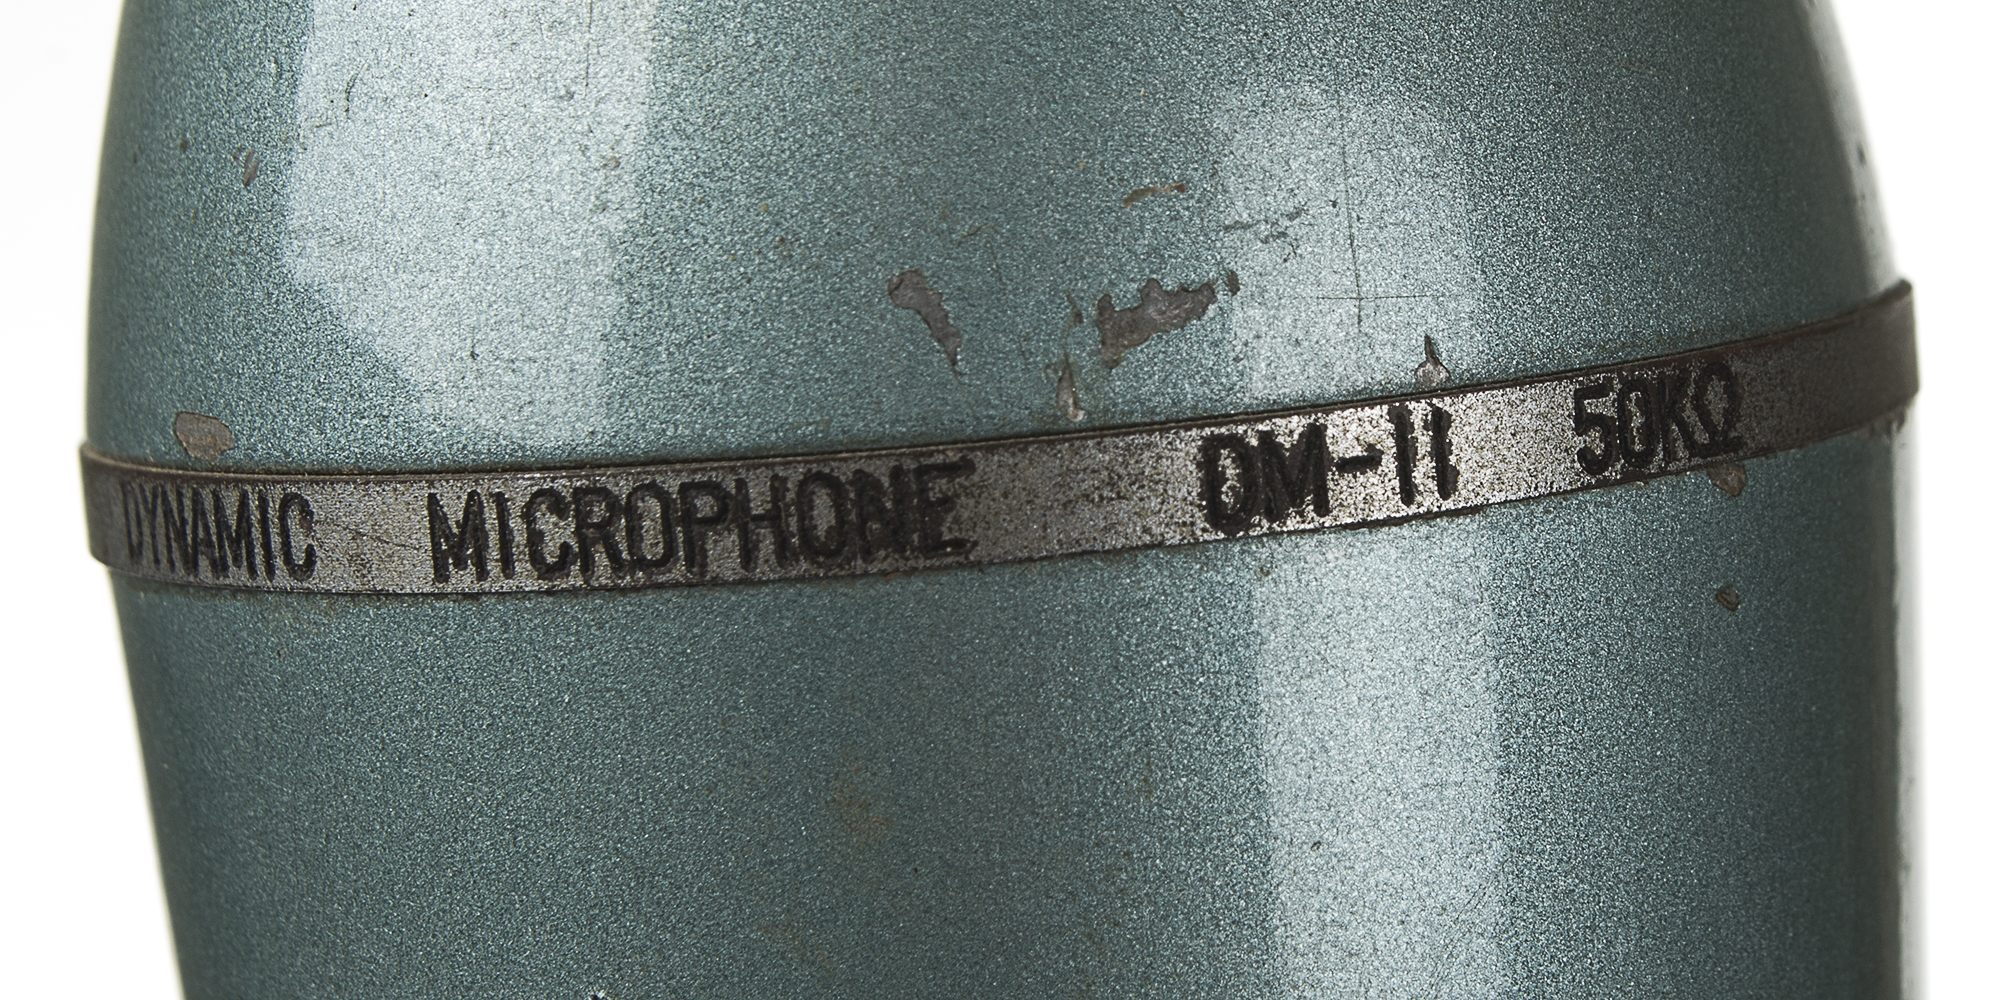 DYNAMIC MICROPHONE DM-11 50KΩ